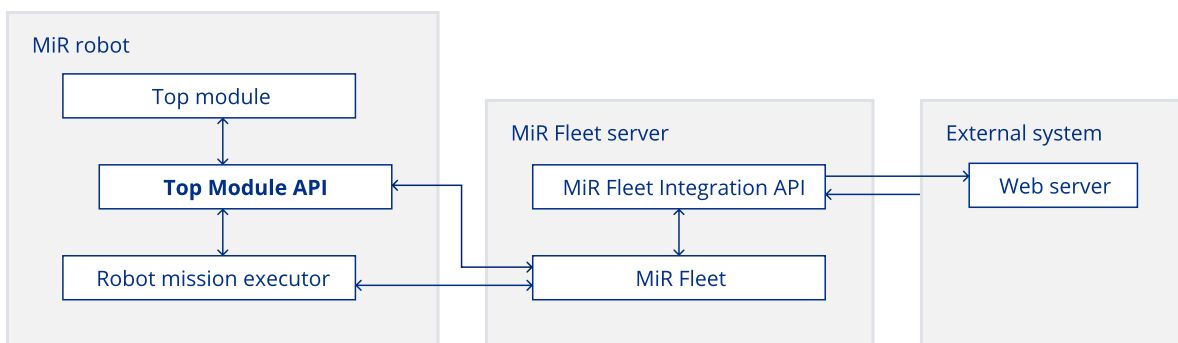 MiR robot
Top module
Top Module API
Robot mission executor
MiR Fleet server
MiR Fleet Integration API
MiR Fleet
External system
Web server